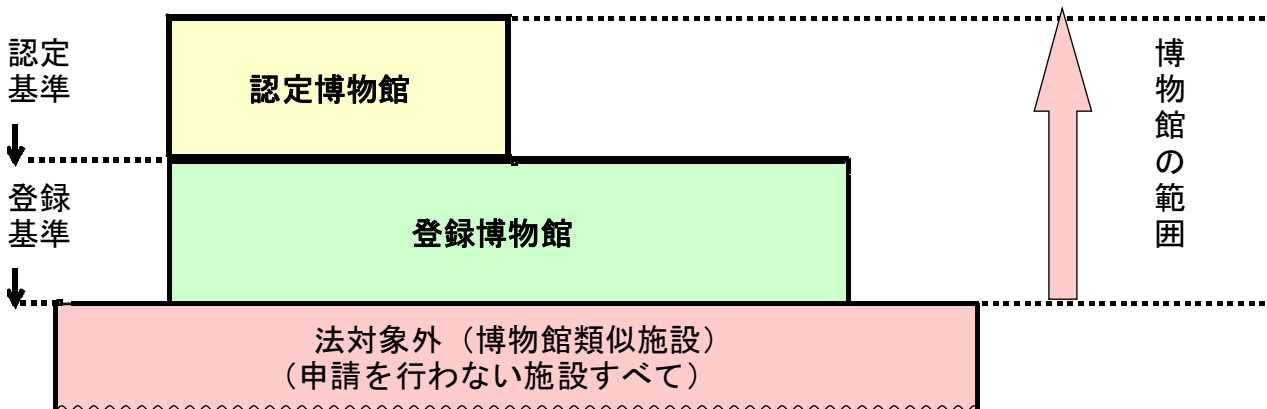 認定
基準
認定博物館
登録
基準
登録博物館
法対象外（博物館類似施設）
（申請を行わない施設すべて）
博物館の範囲